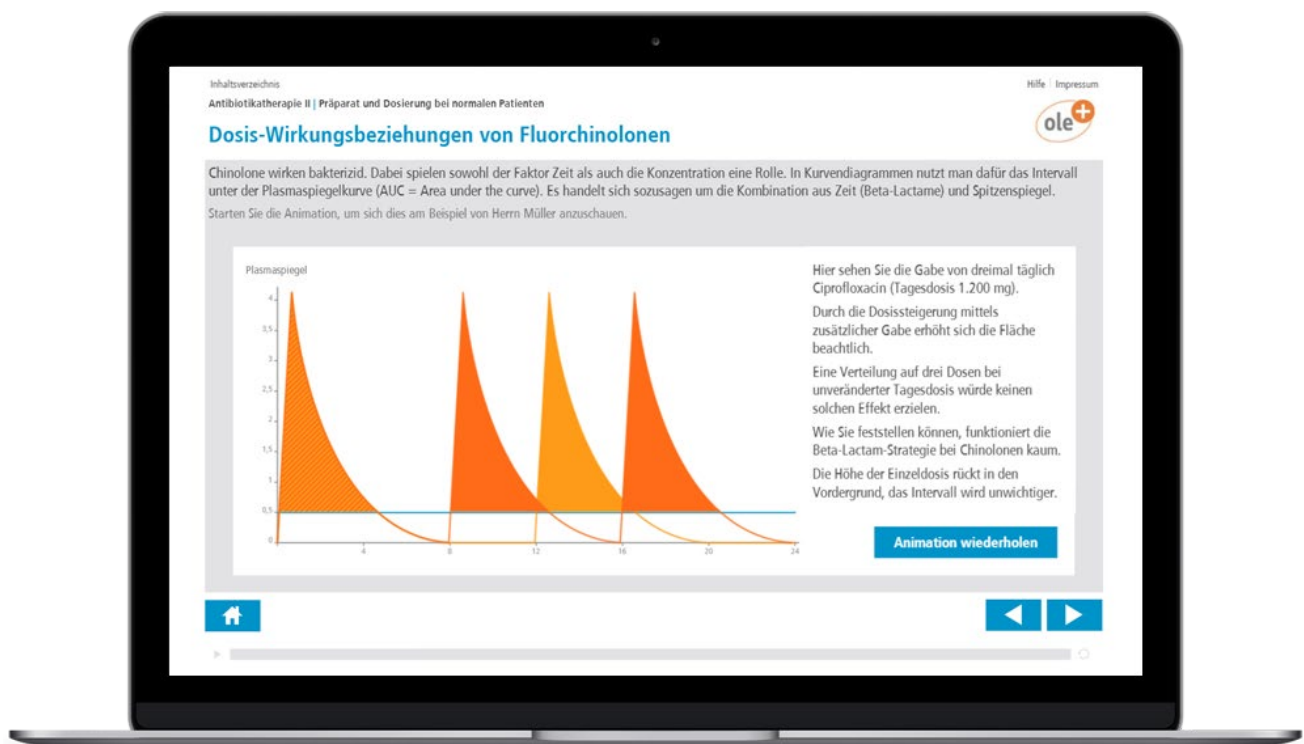 Inhaltsverzeichnis
Hilfe | Impressum
Antibiotikatherapie II | Präparat und Dosierung bei normalen Patienten
ole+
Dosis-Wirkungsbeziehungen von Fluorchinolonen
Chinolone wirken bakterizid. Dabei spielen sowohl der Faktor Zeit als auch die Konzentration eine Rolle. In Kurvendiagrammen nutzt man dafür das Intervall
unter der Plasmaspiegelkurve (AUC = Area under the curve). Es handelt sich sozusagen um die Kombination aus Zeit (Beta-Lactame) und Spitzenspiegel.
Starten Sie die Animation, um sich dies am Beispiel von Herrn Müller anzuschauen.
Plasmaspiegel
4
3,5
3
2,5
2
1,5
1
0,5
0
4
8
12
16
20
24
Hier sehen Sie die Gabe von dreimal täglich
Ciprofloxacin (Tagesdosis 1.200 mg).
Durch die Dosissteigerung mittels
zusätzlicher Gabe erhöht sich die Fläche
beachtlich.
Eine Verteilung auf drei Dosen bei
unveränderter Tagesdosis würde keinen
solchen Effekt erzielen.
Wie Sie feststellen können, funktioniert die
Beta-Lactam-Strategie bei Chinolonen kaum.
Die Höhe der Einzeldosis rückt in den
Vordergrund, das Intervall wird unwichtiger.
Animation wiederholen